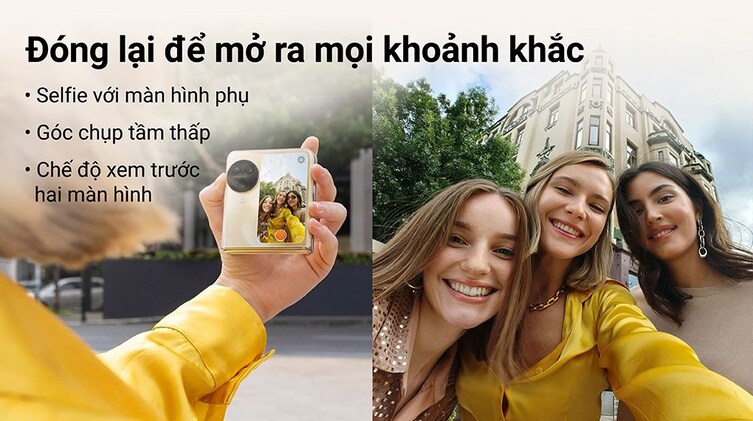 Đóng lại để mở ra mọi khoảnh khắc
• Selfie với màn hình phụ
• Góc chụp tầm thấp
• Chế độ xem trước
hai màn hình